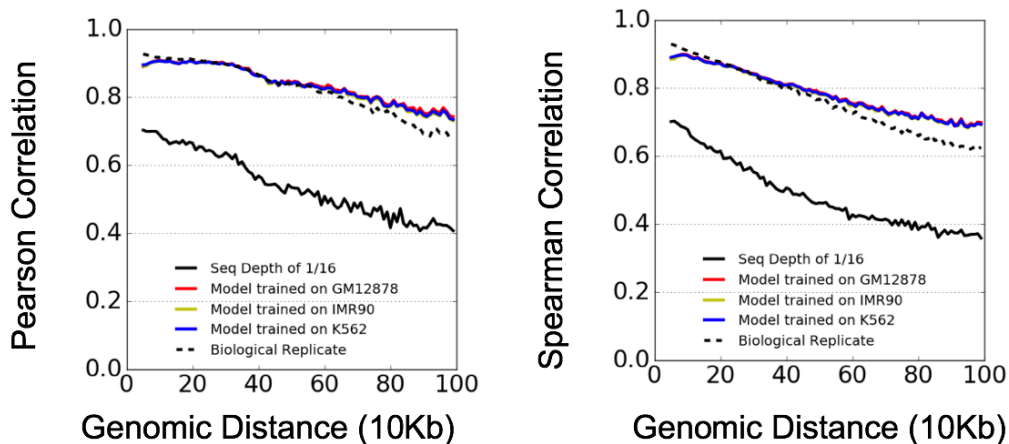 Pearson Correlation
1.0
0.8
0.6
0.4
0.2
0.0
Seq Depth of 1/16
Model trained on GM12878
Model trained on IMR90
Model trained on K562
Biological Replicate
0 20 40 60 80 100
Genomic Distance (10Kb)
Spearman Correlation
1.0
0.8
0.6
0.4
0.2
0.0
Seq Depth of 1/16
Model trained on GM12878
Model trained on IMR90
Model trained on K562
Biological Replicate
0 20 40 60 80 100
Genomic Distance (10Kb)